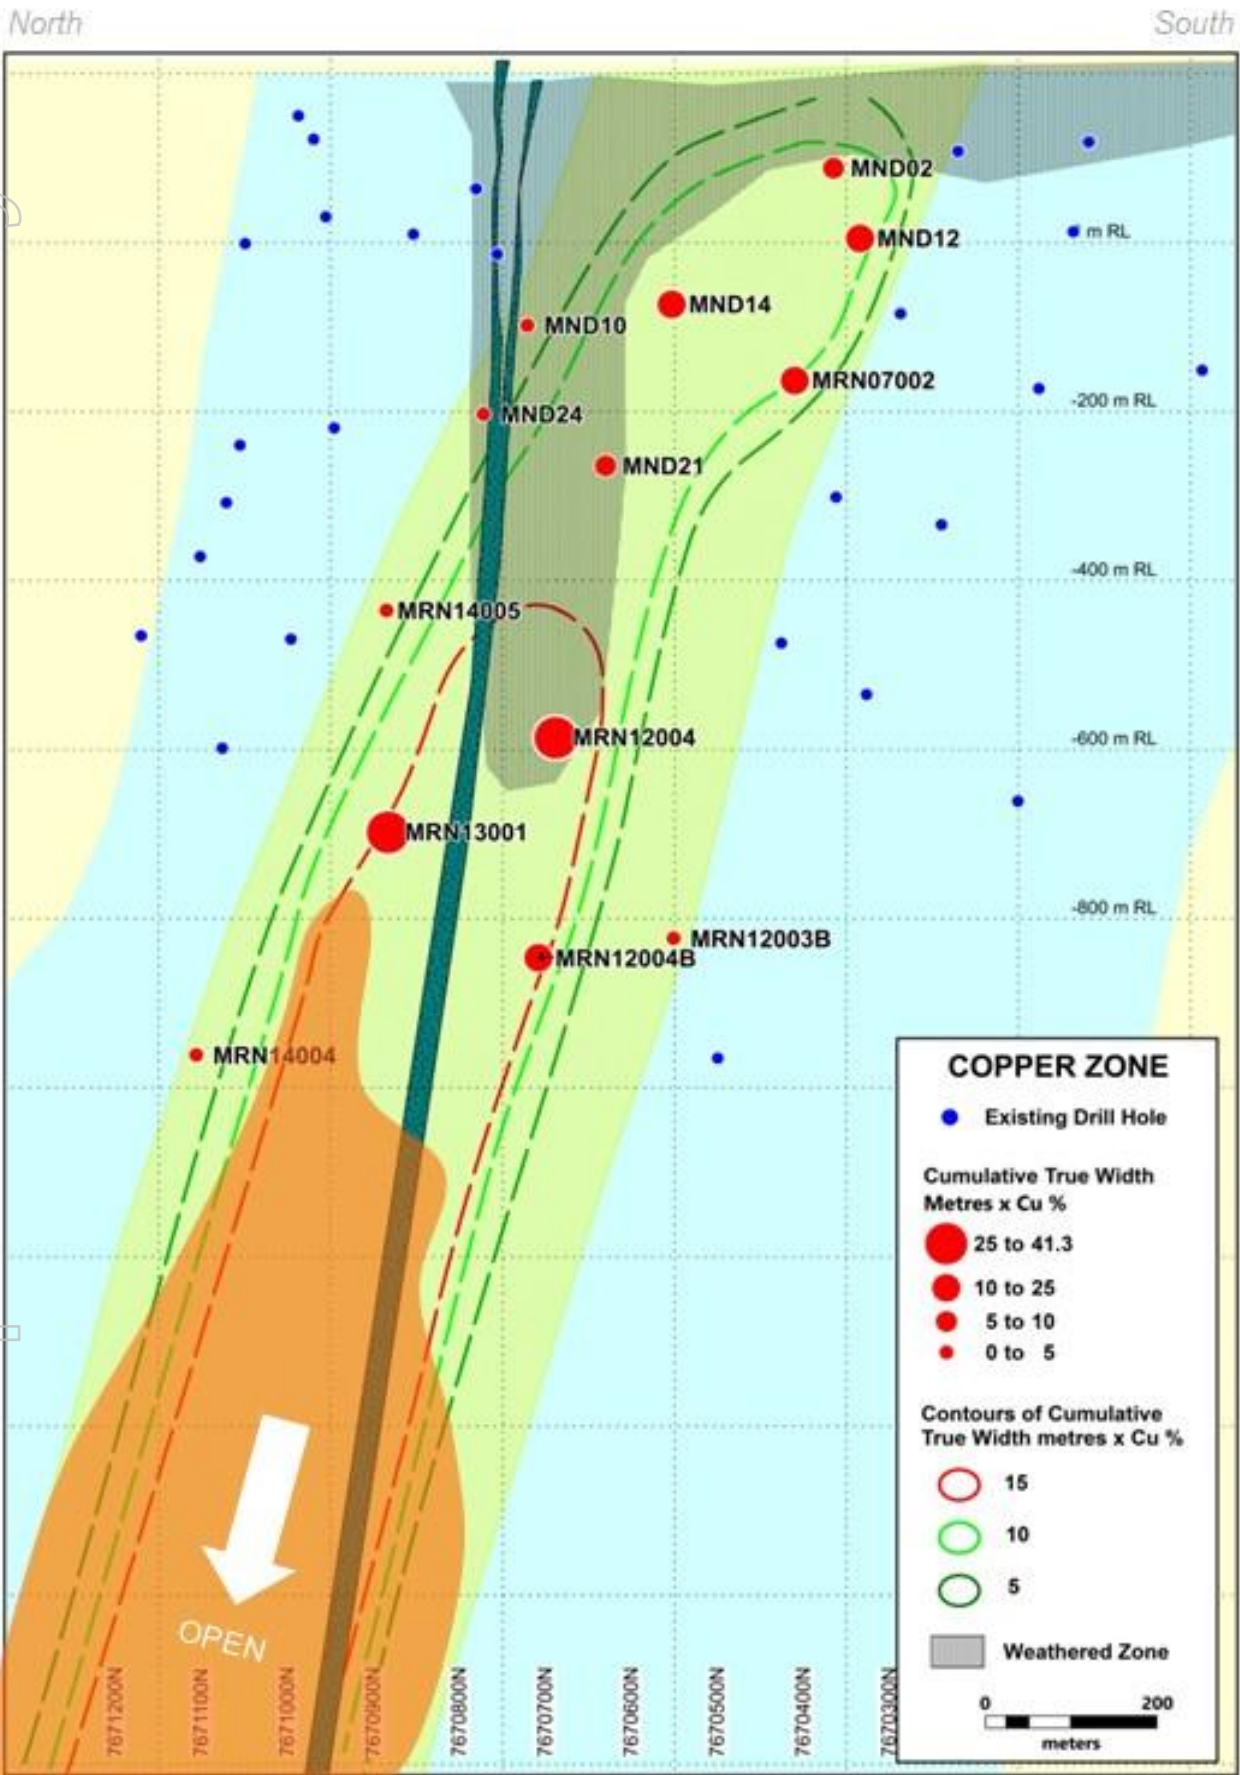 North
South
MND02
MND12
m RL
MND14
MND10
MRN07002
-200 m RL
MND24
MND21
-400 m RL
MRN14005
MRN12004
-600 m RL
MRN13001
-800 m RL
MRN12003B
MRN12004B
MRN14004
COPPER ZONE
Existing Drill Hole
Cumulative True Width
Metres x Cu %
25 to 41.3
10 to 25
5 to 10
0 to 5
Contours of Cumulative
True Width metres x Cu %
15
10
5
Weathered Zone
0 200
meters
OPEN
7671200N
7671100N
7671000N
7670900N
7670800N
7670700N
7670600N
7670500N
7670400N
7670300N